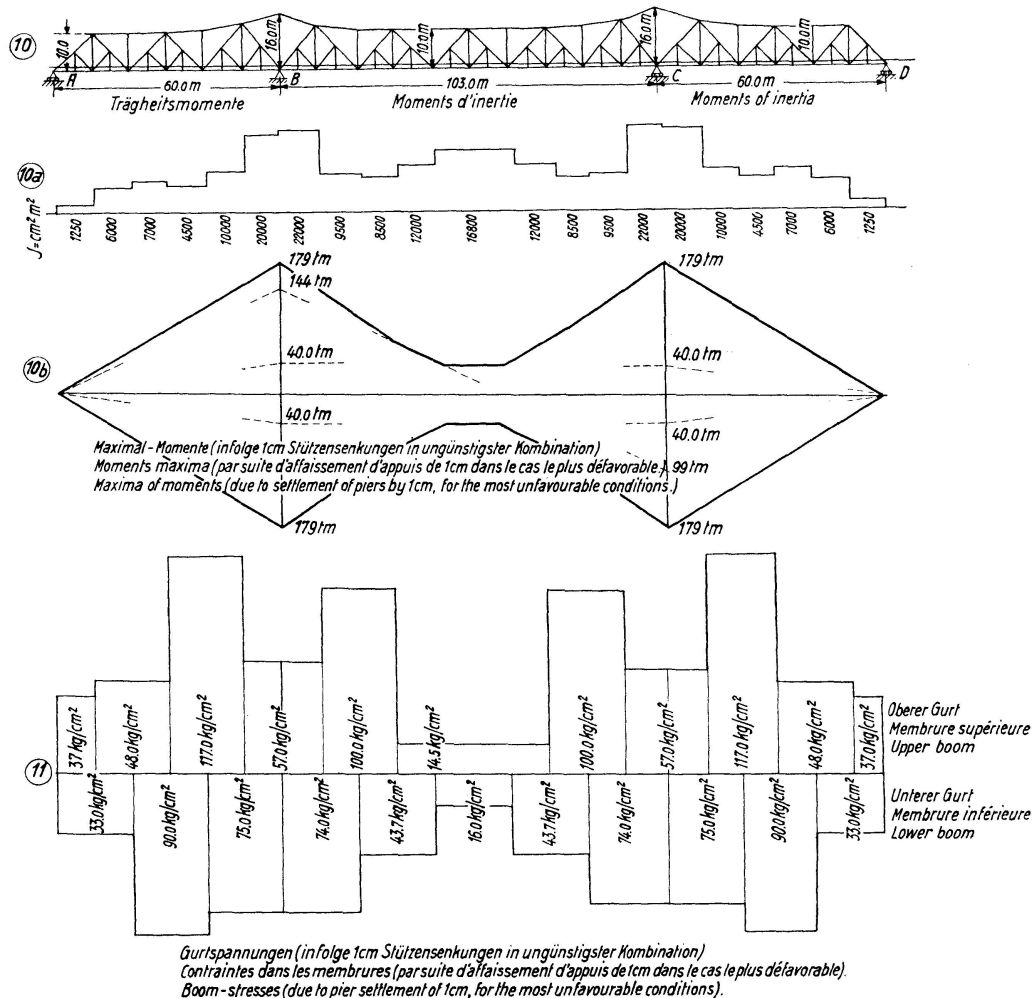 10
10.0
16.0 m
10.0 m
16.0 m
10.0 m
A
B
C
D
60.0 m
103.0 m
60.0 m
Trägheitsmomente
Moments d'inertie
Moments of inertia
10a
J = cm² m²
1250
6000
7000
4500
10000
20000
22000
9500
8500
12000
16800
12000
8500
9500
22000
20000
10000
4500
7000
6000
1250
179 tm
179 tm
144 tm
10b
40.0 tm
40.0 tm
40.0 tm
40.0 tm
Maximal - Momente (infolge 1cm Stützensenkungen in ungünstigster Kombination)
Moments maxima (par suite d'affaissement d'appuis de 1cm dans le cas le plus défavorable.) 99 tm
Maxima of moments (due to settlement of piers by 1cm, for the most unfavourable conditions.)
179 tm
179 tm
37 kg/cm²
48.0 kg/cm²
117.0 kg/cm²
57.0 kg/cm²
100.0 kg/cm²
14.5 kg/cm²
100.0 kg/cm²
57.0 kg/cm²
117.0 kg/cm²
48.0 kg/cm²
37.0 kg/cm²
Oberer Gurt
Membrure supérieure
Upper boom
11
33.0 kg/cm²
90.0 kg/cm²
75.0 kg/cm²
74.0 kg/cm²
43.7 kg/cm²
16.0 kg/cm²
43.7 kg/cm²
74.0 kg/cm²
75.0 kg/cm²
90.0 kg/cm²
33.0 kg/cm²
Unterer Gurt
Membrure inférieure
Lower boom
Gurtspannungen (infolge 1cm Stützensenkungen in ungünstigster Kombination)
Contraintes dans les membrures (par suite d'affaissement d'appuis de 1cm dans le cas le plus défavorable).
Boom - stresses (due to pier settlement of 1cm, for the most unfavourable conditions).